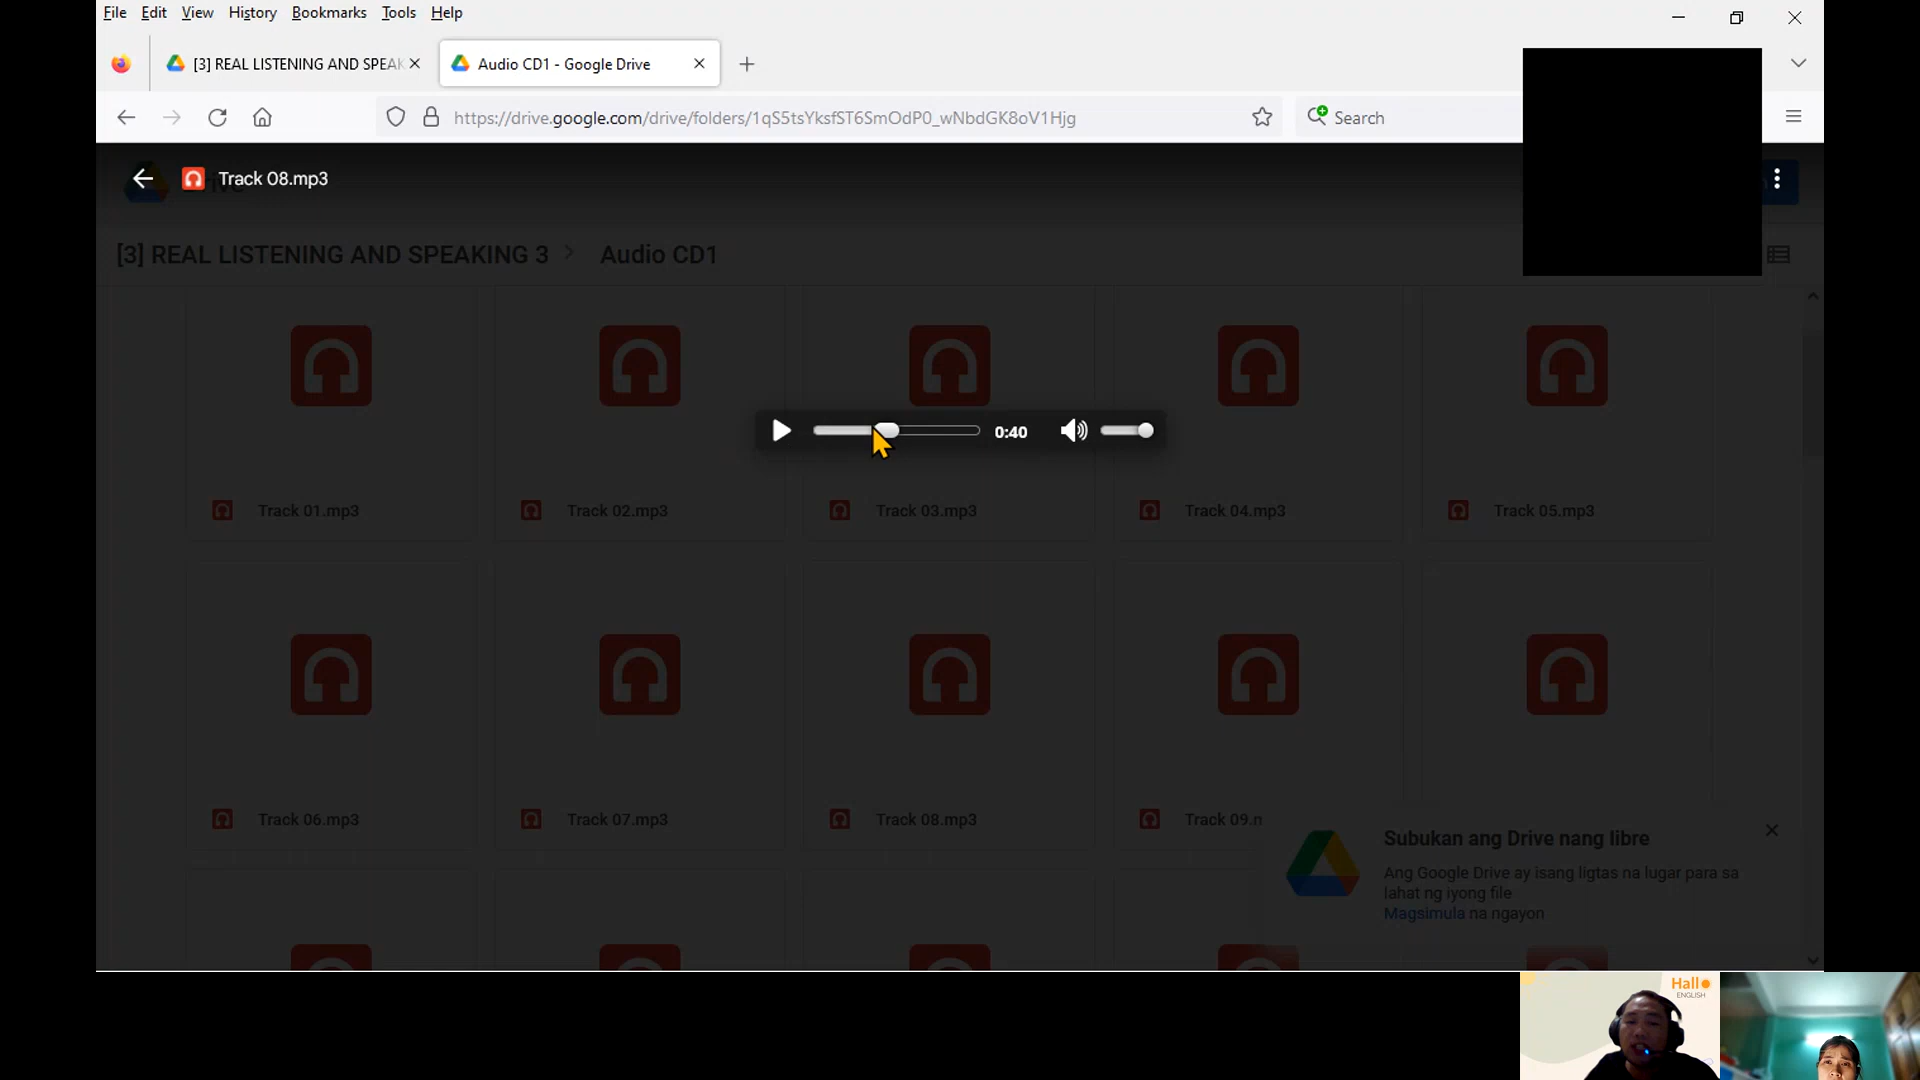 File Edit View History Bookmarks Tools Help
[3] REAL LISTENING AND SPEAK
Audio CD1 - Google Drive
https://drive.google.com/drive/folders/1qS5tsYksfST6SmOdP0_wNbdGK8oV1Hjg
Search
Track 08.mp3
[3] REAL LISTENING AND SPEAKING 3 > Audio CD1
0:40
Track 01.mp3
Track 02.mp3
Track 03.mp3
Track 04.mp3
Track 05.mp3
Track 06.mp3
Track 07.mp3
Track 08.mp3
Track 09.m
Subukan ang Drive nang libre
Ang Google Drive ay isang ligtas na lugar para sa
lahat ng iyong file
Magsimula na ngayon
Hallo
ENGLISH